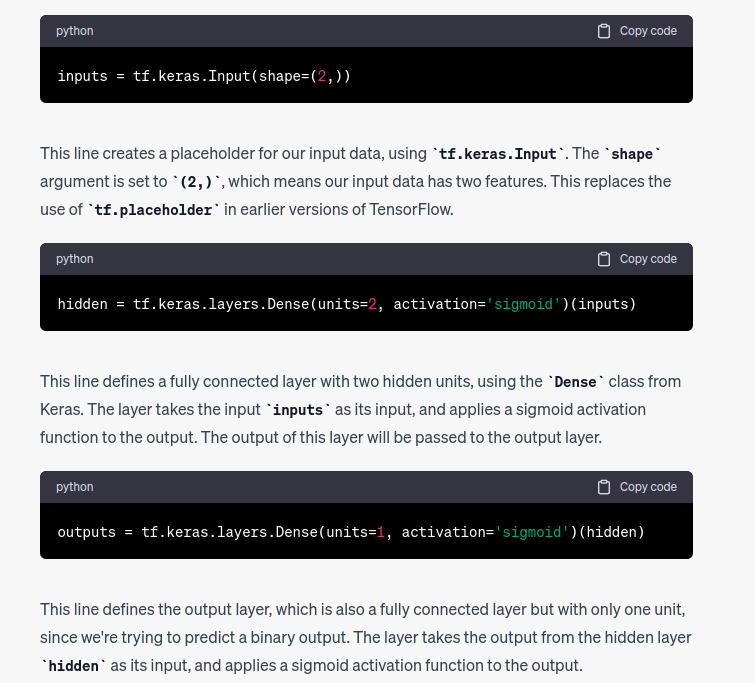 python Copy code
inputs = tf.keras.Input(shape=(2,))
This line creates a placeholder for our input data, using `tf.keras.Input`. The `shape`
argument is set to `(2,)`, which means our input data has two features. This replaces the
use of `tf.placeholder` in earlier versions of TensorFlow.
python Copy code
hidden = tf.keras.layers.Dense(units=2, activation='sigmoid')(inputs)
This line defines a fully connected layer with two hidden units, using the `Dense` class from
Keras. The layer takes the input `inputs` as its input, and applies a sigmoid activation
function to the output. The output of this layer will be passed to the output layer.
python Copy code
outputs = tf.keras.layers.Dense(units=1, activation='sigmoid')(hidden)
This line defines the output layer, which is also a fully connected layer but with only one unit,
since we're trying to predict a binary output. The layer takes the output from the hidden layer
`hidden` as its input, and applies a sigmoid activation function to the output.